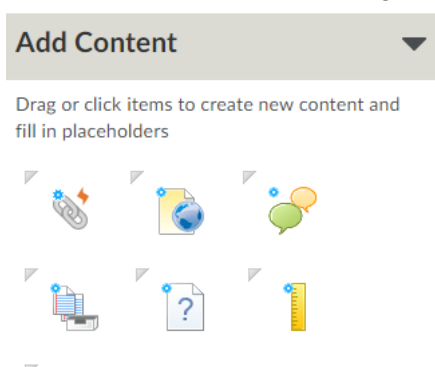 Add Content
Drag or click items to create new content and
fill in placeholders
?